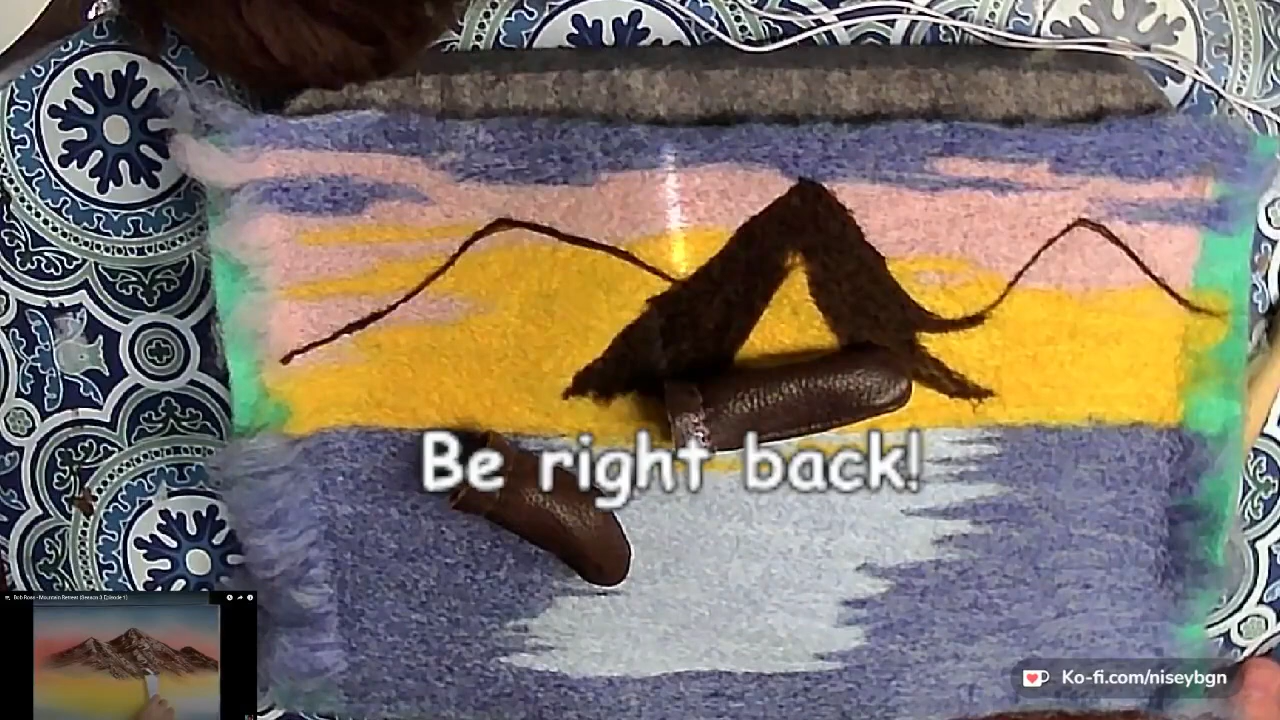 Be right back!
Bob Ross - Mountain Retreat (Season 3 Episode 1)
Ko-fi.com/niseybgn